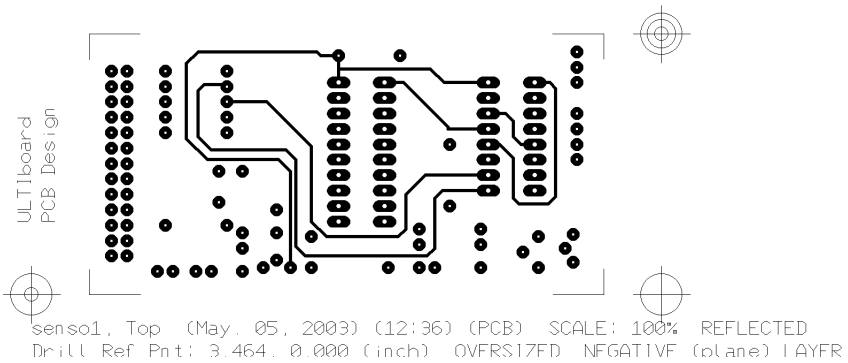 ULTIboard
PCB Design
senso1, Top (May. 05, 2003) (12:36) (PCB) SCALE: 100% REFLECTED
Drill Ref Pnt: 3.464, 0.000 (inch) OVERSIZED NEGATIVE (plane) LAYER